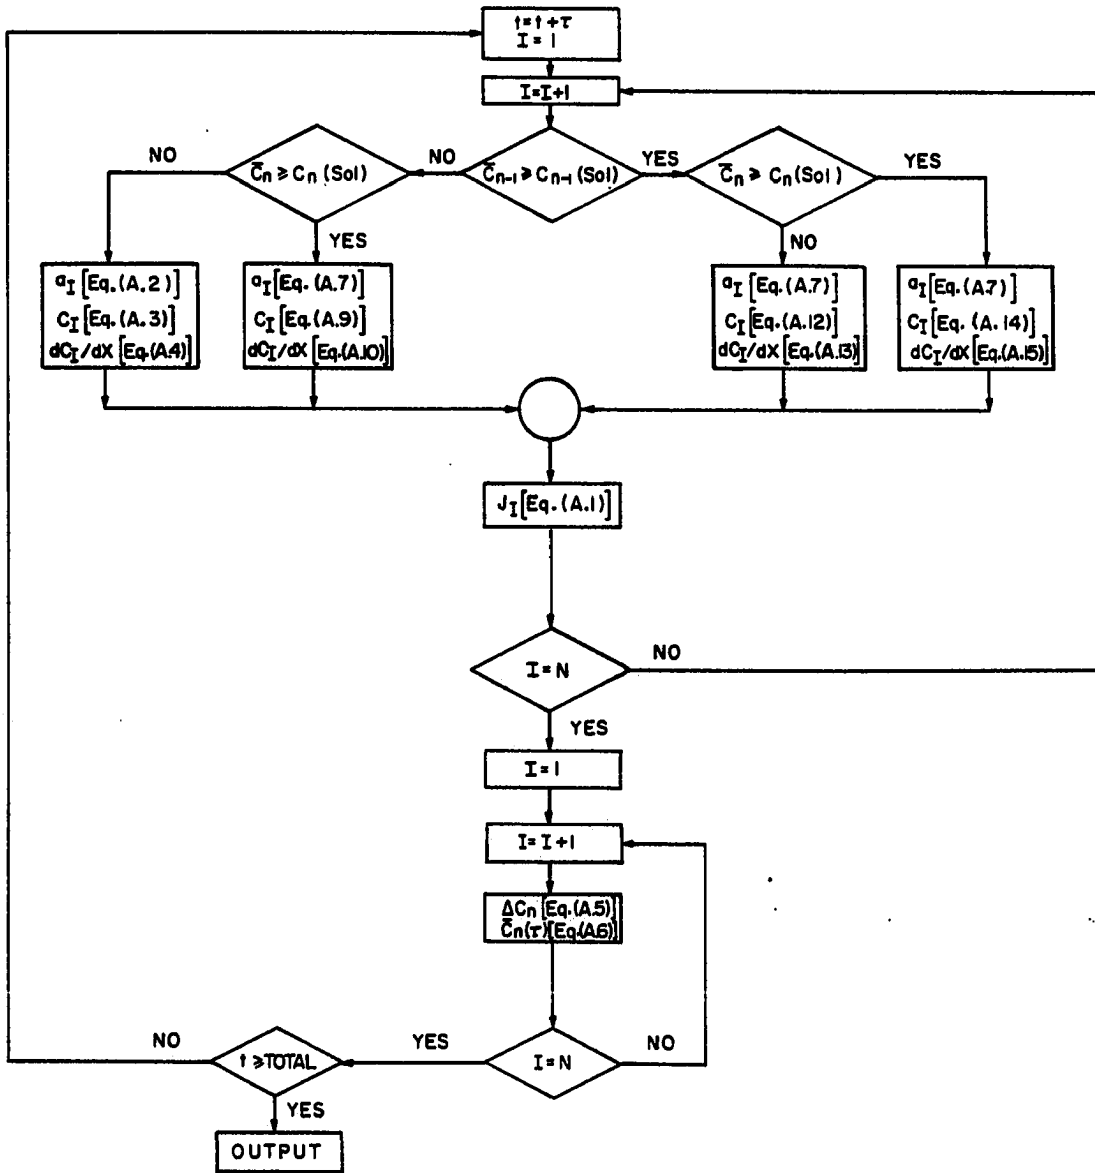 t = t + τ
I = 1
I = I + 1
NO
C̄n ≥ Cn (Sol)
NO
C̄n-1 ≥ Cn-1 (Sol)
YES
C̄n ≥ Cn (Sol)
YES
YES
NO
aI [Eq. (A.2)]
CI [Eq. (A.3)]
dCI/dX [Eq.(A.4)]
aI [Eq. (A.7)]
CI [Eq. (A.9)]
dCI/dX [Eq.(A.10)]
aI [Eq. (A.7)]
CI [Eq.(A.12)]
dCI/dX [Eq.(A.13)]
aI [Eq. (A.7)]
CI [Eq. (A.14)]
dCI/dX [Eq.(A.15)]
JI [Eq. (A.1)]
I = N
NO
YES
I = 1
I = I + 1
ΔCn [Eq.(A.5)]
C̄n(τ) [Eq.(A.6)]
NO
t ≥ TOTAL
YES
I = N
NO
YES
OUTPUT